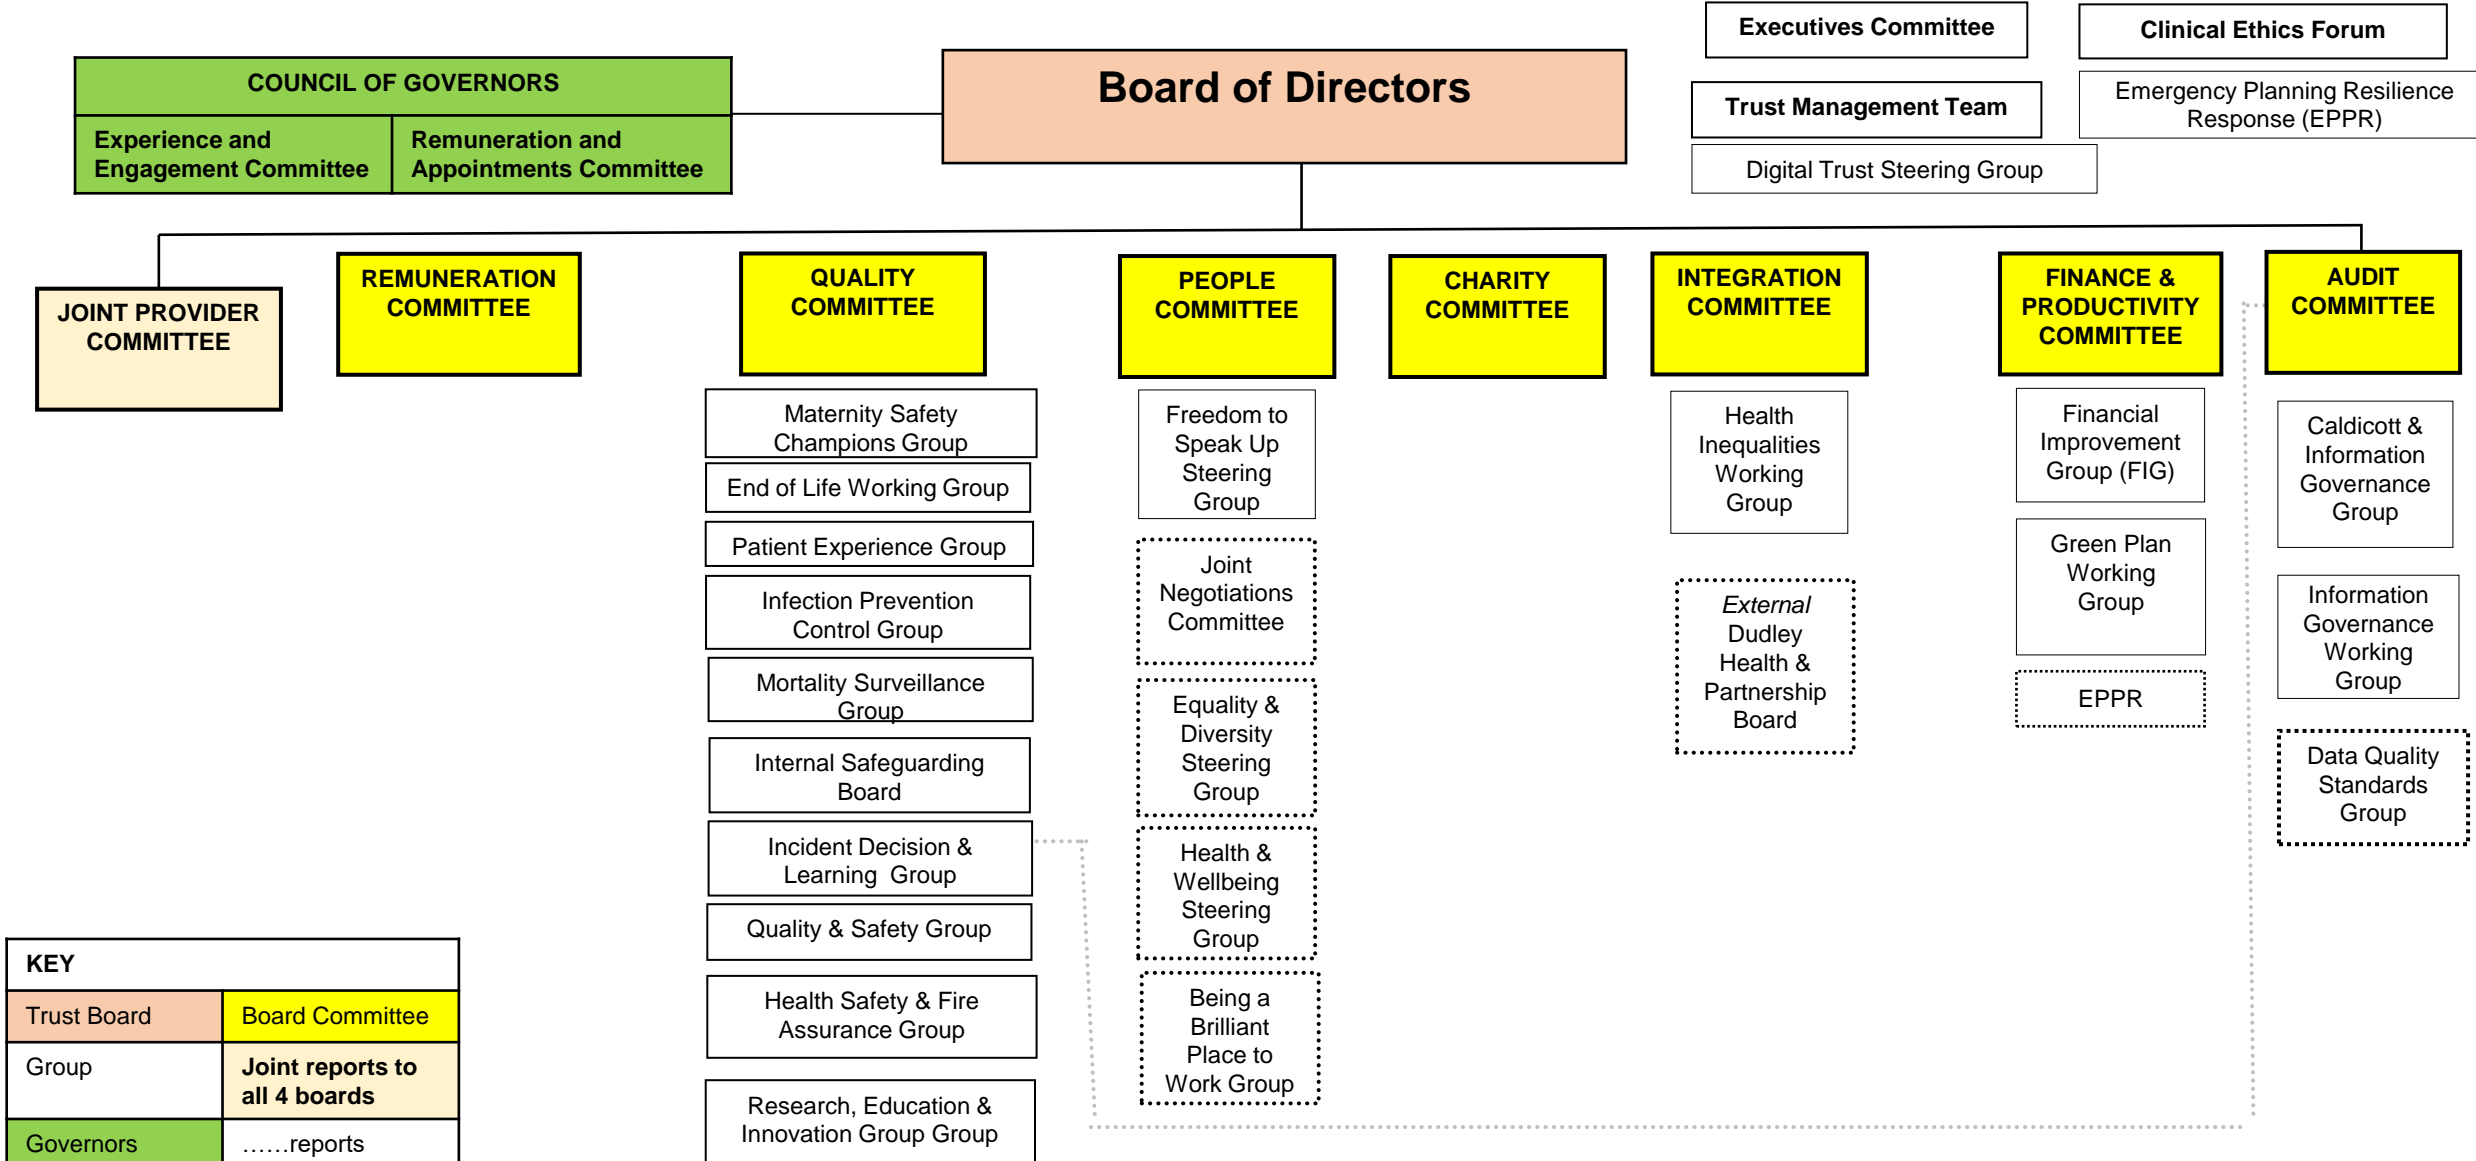 Executives Committee
Clinical Ethics Forum
COUNCIL OF GOVERNORS
Experience and
Engagement Committee
Remuneration and
Appointments Committee
Board of Directors
Trust Management Team
Emergency Planning Resilience
Response (EPPR)
Digital Trust Steering Group
JOINT PROVIDER
COMMITTEE
REMUNERATION
COMMITTEE
QUALITY
COMMITTEE
PEOPLE
COMMITTEE
CHARITY
COMMITTEE
INTEGRATION
COMMITTEE
FINANCE &
PRODUCTIVITY
COMMITTEE
AUDIT
COMMITTEE
Maternity Safety
Champions Group
End of Life Working Group
Patient Experience Group
Infection Prevention
Control Group
Mortality Surveillance
Group
Internal Safeguarding
Board
Incident Decision &
Learning  Group
Quality & Safety Group
Health Safety & Fire
Assurance Group
Research, Education &
Innovation Group Group
Freedom to
Speak Up
Steering
Group
Joint
Negotiations
Committee
Equality &
Diversity
Steering
Group
Health &
Wellbeing
Steering
Group
Being a
Brilliant
Place to
Work Group
Health
Inequalities
Working
Group
External
Dudley
Health &
Partnership
Board
Financial
Improvement
Group (FIG)
Green Plan
Working
Group
EPPR
Caldicott &
Information
Governance
Group
Information
Governance
Working
Group
Data Quality
Standards
Group
KEY
Trust Board
Board Committee
Group
Joint reports to
all 4 boards
Governors
……reports